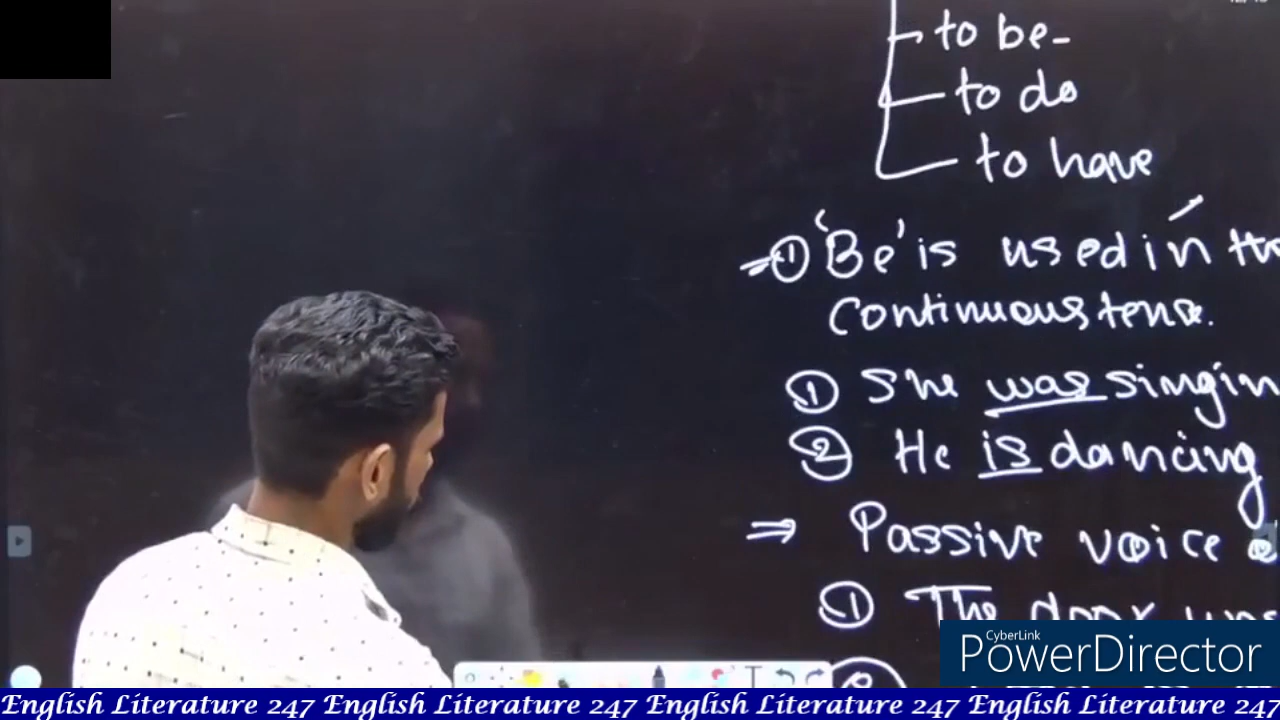 to be-
to do
to have
⇒ ① 'Be' is used in the
continuous tense.
① She was singin
② He is dancing
⇒ Passive voice
① The door was
CyberLink
PowerDirector
English Literature 247 English Literature 247 English Literature 247 English Literature 247